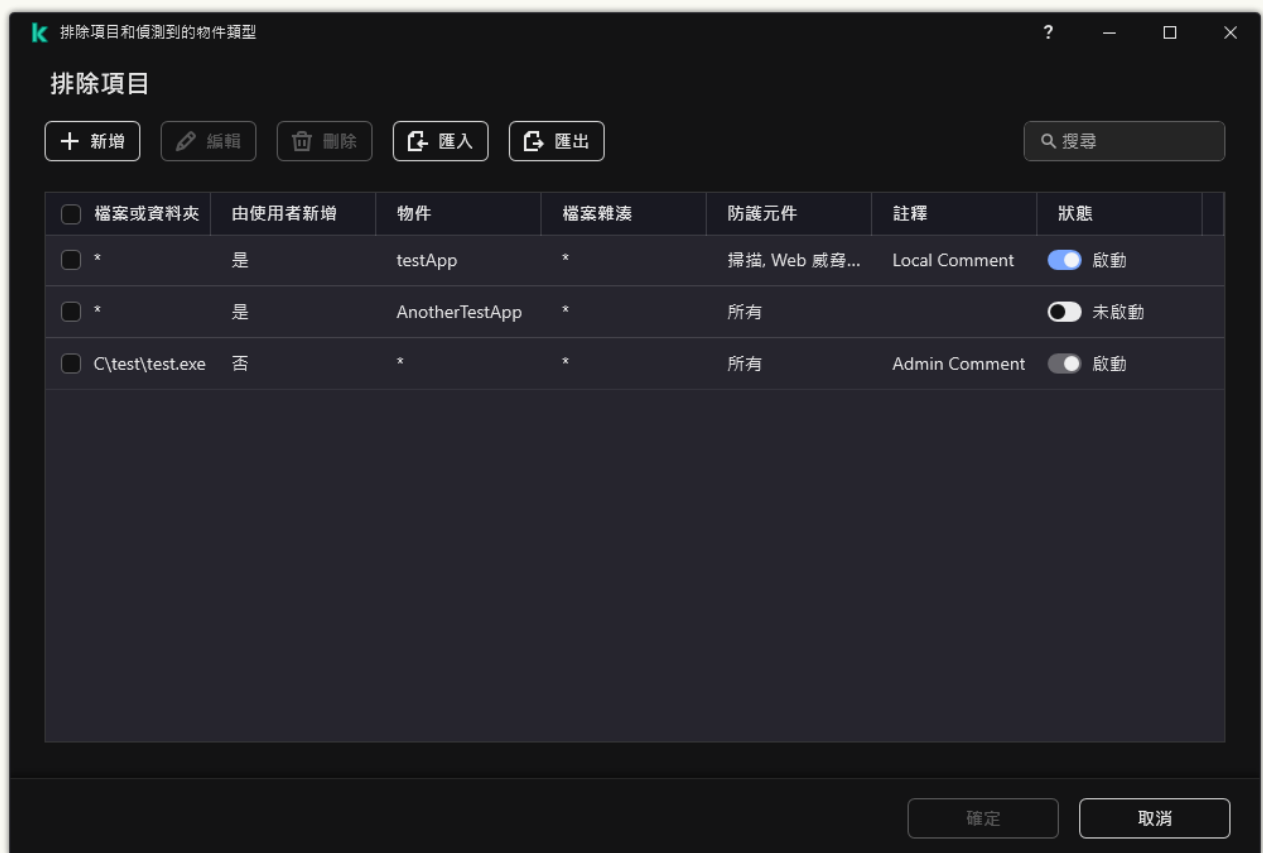 排除項目和偵測到的物件類型 ?
排除項目
新增 編輯 刪除 匯入 匯出 搜尋
檔案或資料夾 由使用者新增 物件 檔案雜湊 防護元件 註釋 狀態
* 是 testApp * 掃描, Web 威脅... Local Comment 啟動
* 是 AnotherTestApp * 所有 未啟動
C\test\test.exe 否 * * 所有 Admin Comment 啟動
確定 取消